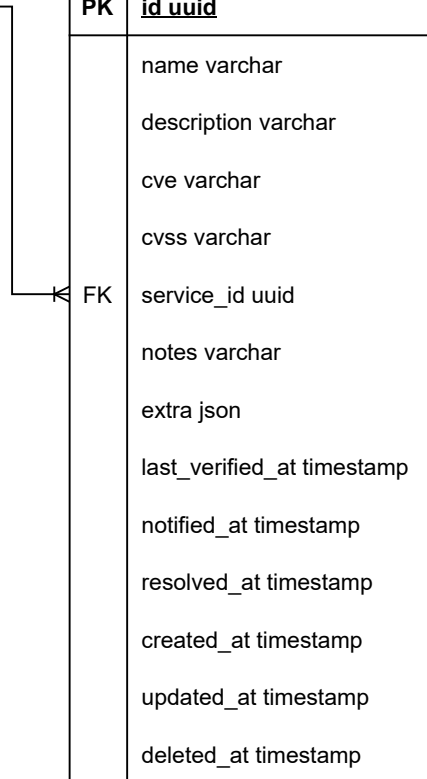 PK id uuid
name varchar
description varchar
cve varchar
cvss varchar
FK service_id uuid
notes varchar
extra json
last_verified_at timestamp
notified_at timestamp
resolved_at timestamp
created_at timestamp
updated_at timestamp
deleted_at timestamp